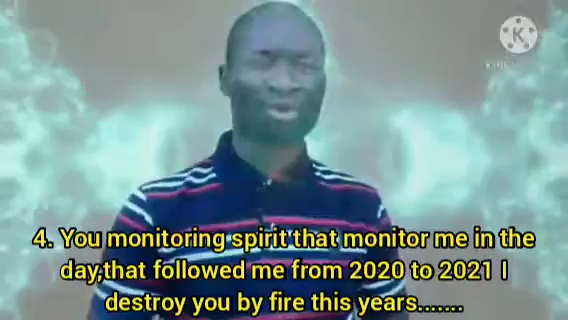 K
4. You monitoring spirit that monitor me in the
day,that followed me from 2020 to 2021 I
destroy you by fire this years.......